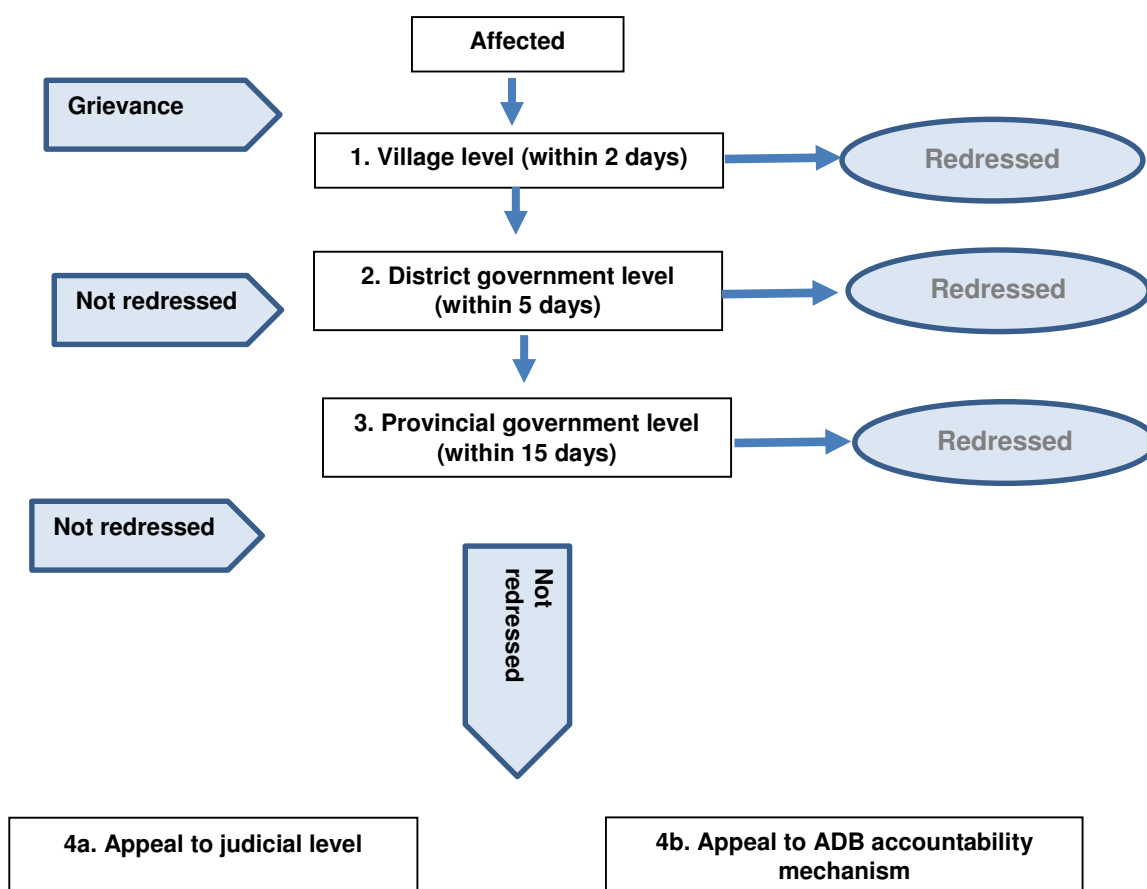 Affected
Grievance
1. Village level (within 2 days)
Redressed
2. District government level
(within 5 days)
Not redressed
Redressed
3. Provincial government level
(within 15 days)
Redressed
Not redressed
Not
redressed
4a. Appeal to judicial level
4b. Appeal to ADB accountability
mechanism